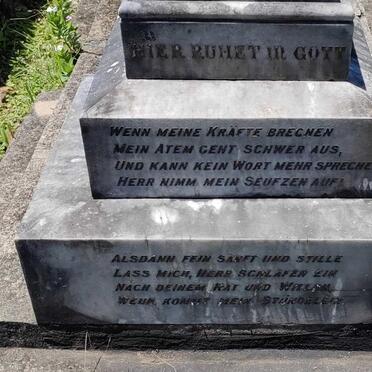 HIER RUHET IN GOTT
WENN MEINE KRÄFTE BRECHEN
MEIN ATEM GEHT SCHWER AUS,
UND KANN KEIN WORT MEHR SPRECHE
HERR NIMM MEIN SEUFZEN AUF!
ALSDANN FEIN SANFT UND STILLE
LASS MICH, HERR SCHLAFEN EIN
NACH DEINEM RAT UND WILLEN,
WENN KOMMT MEIN STÜNDELEIN